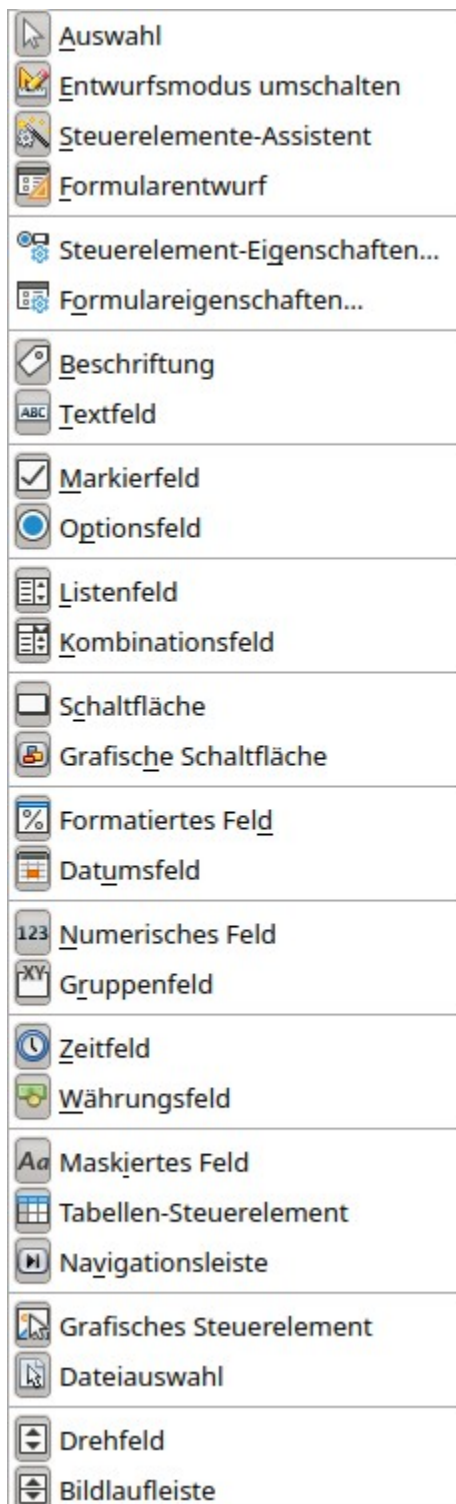 Auswahl
Entwurfsmodus umschalten
Steuerelemente-Assistent
Formularentwurf
Steuerelement-Eigenschaften...
Formulareigenschaften...
Beschriftung
ABC Textfeld
Markierfeld
Optionsfeld
Listenfeld
Kombinationsfeld
Schaltfläche
Grafische Schaltfläche
% Formatiertes Feld
Datumsfeld
123 Numerisches Feld
XY Gruppenfeld
Zeitfeld
Währungsfeld
Aa Maskiertes Feld
Tabellen-Steuerelement
Navigationsleiste
Grafisches Steuerelement
Dateiauswahl
Drehfeld
Bildlaufleiste